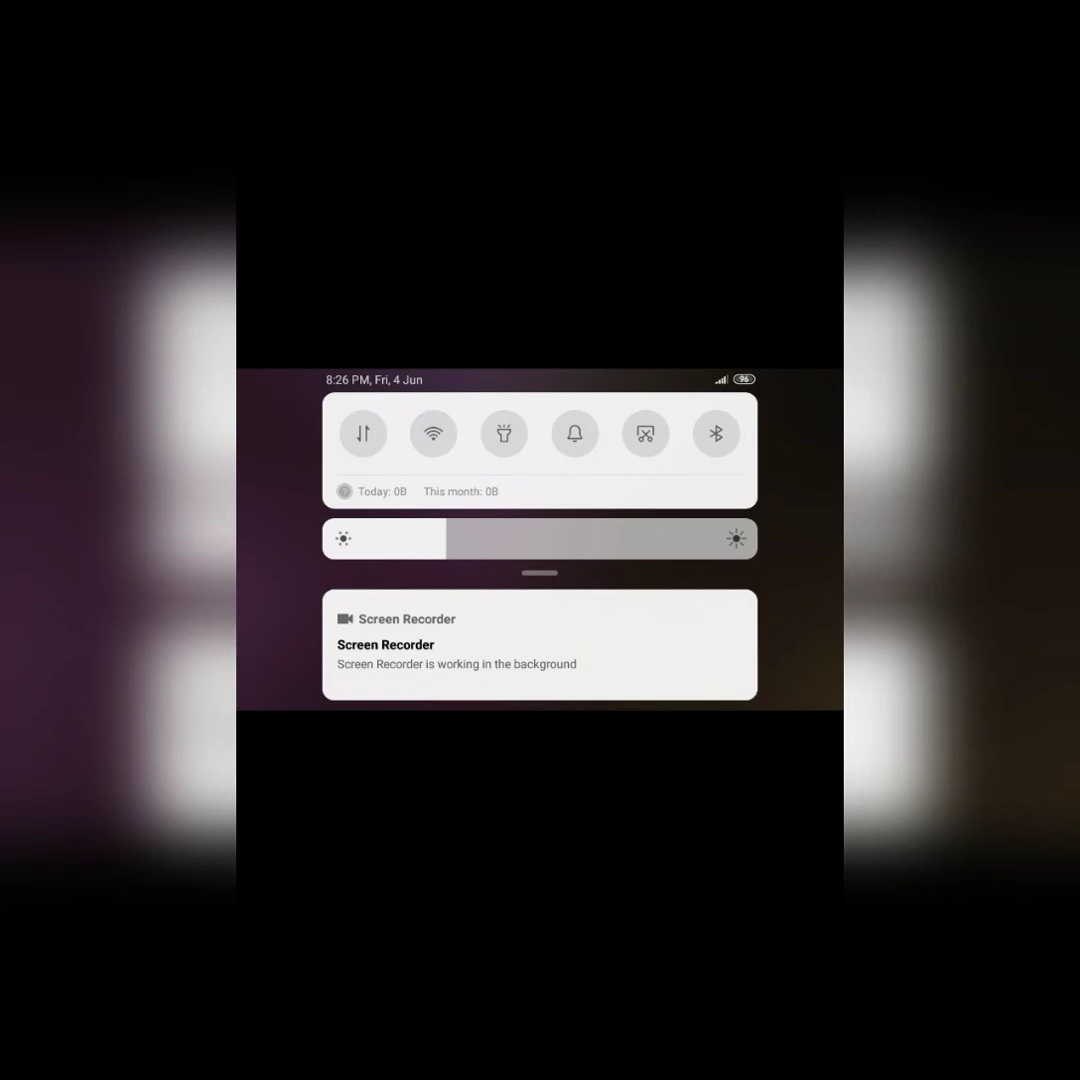 8:26 PM, Fri, 4 Jun
96
Today: 0B This month: 0B
Screen Recorder
Screen Recorder
Screen Recorder is working in the background